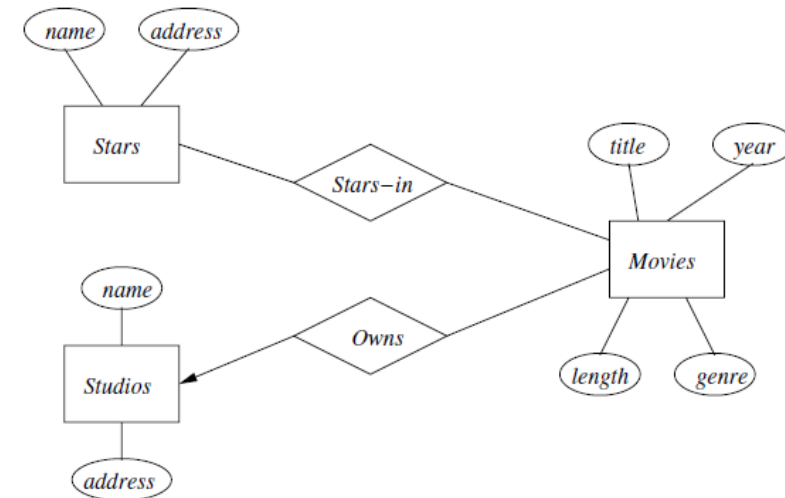 name
address
Stars
Stars-in
title
year
Movies
name
Owns
Studios
length
genre
address